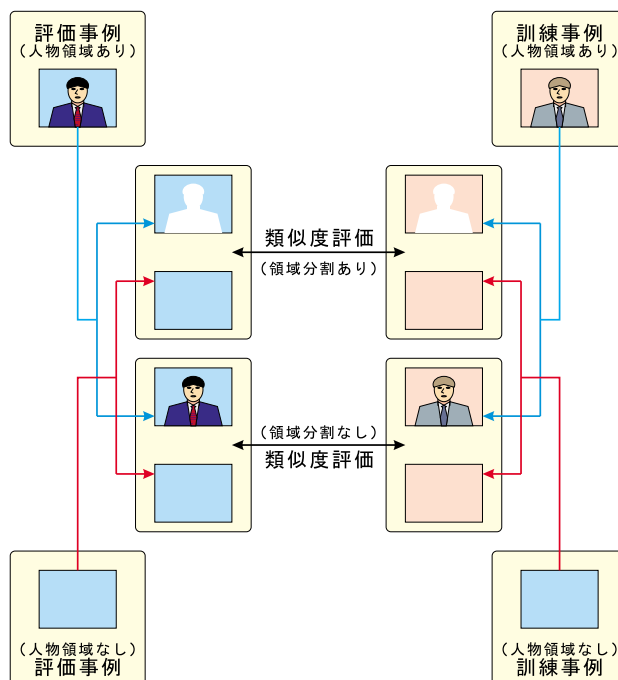 評価事例
（人物領域あり）
訓練事例
（人物領域あり）
類似度評価
（領域分割あり）
（領域分割なし）
類似度評価
（人物領域なし）
評価事例
（人物領域なし）
訓練事例